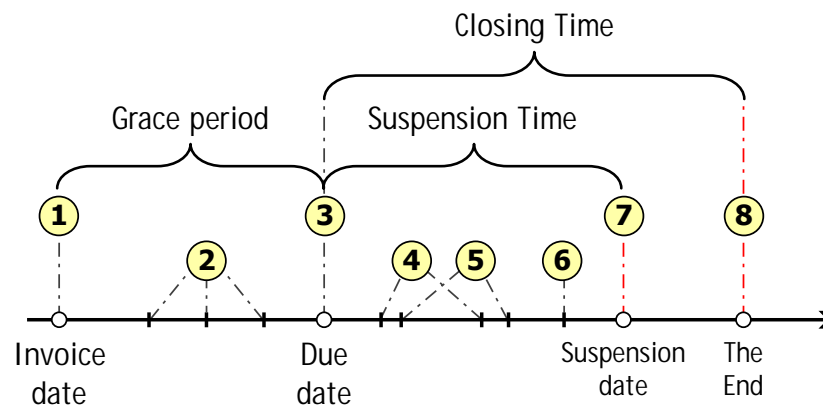 Closing Time
Grace period
Suspension Time
1
3
7
8
2
4
5
6
Invoice
date
Due
date
Suspension
date
The
End